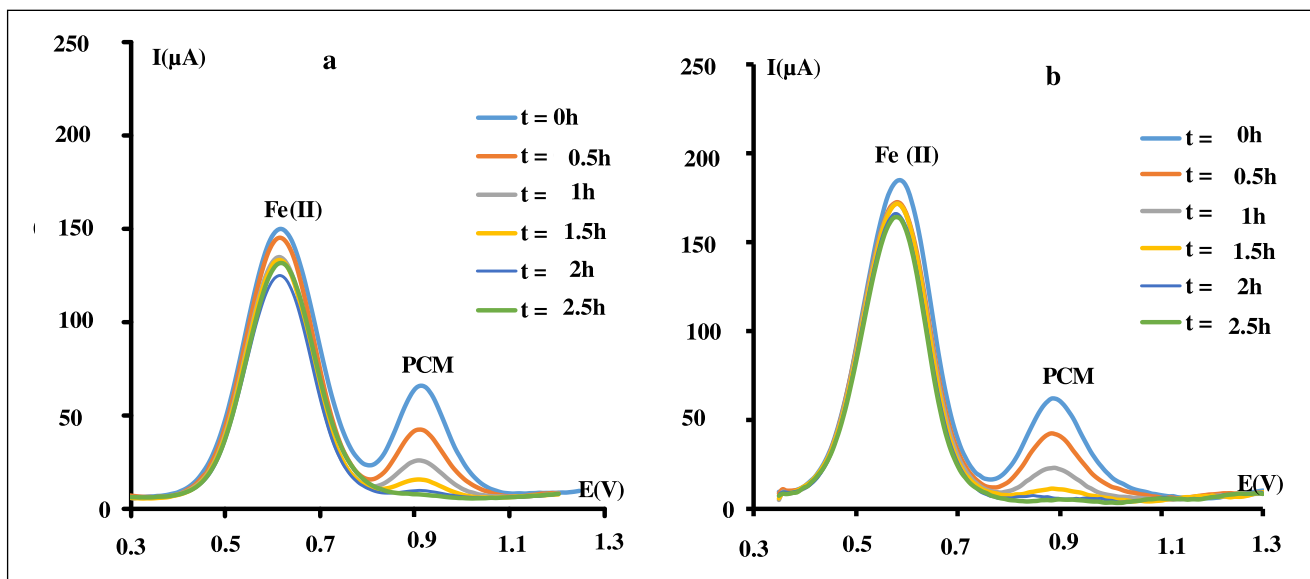 250
200
150
100
50
0
I(µA)
a
t = 0h
t = 0.5h
t = 1h
t = 1.5h
t = 2h
t = 2.5h
Fe(II)
PCM
E(V)
0.3 0.5 0.7 0.9 1.1 1.3
250
200
150
100
50
0
I(µA)
b
t = 0h
t = 0.5h
t = 1h
t = 1.5h
t = 2h
t = 2.5h
Fe (II)
PCM
E(V)
0.3 0.5 0.7 0.9 1.1 1.3